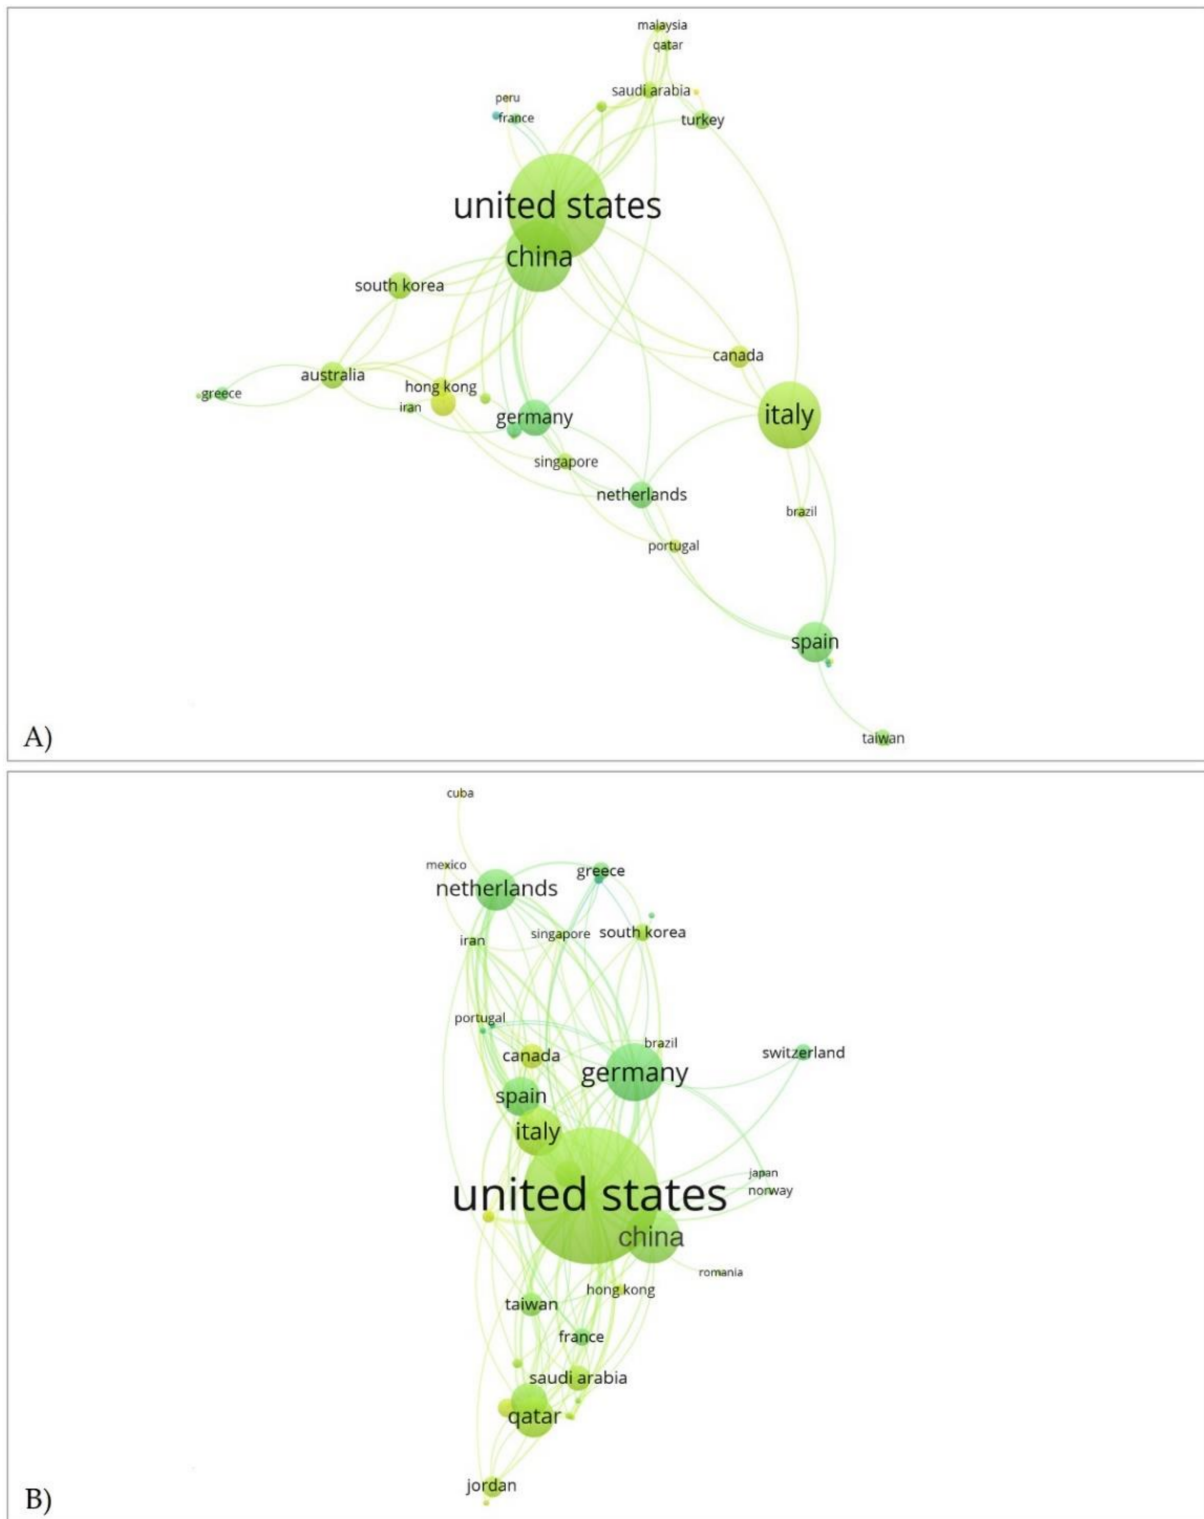 malaysia
qatar
saudi arabia
peru
france
turkey
united states
china
south korea
canada
australia
hong kong
greece
iran
germany
italy
singapore
netherlands
brazil
portugal
spain
taiwan
A)
cuba
mexico
greece
netherlands
singapore
south korea
iran
portugal
brazil
canada
switzerland
germany
spain
italy
japan
norway
united states
china
romania
hong kong
taiwan
france
saudi arabia
qatar
jordan
B)